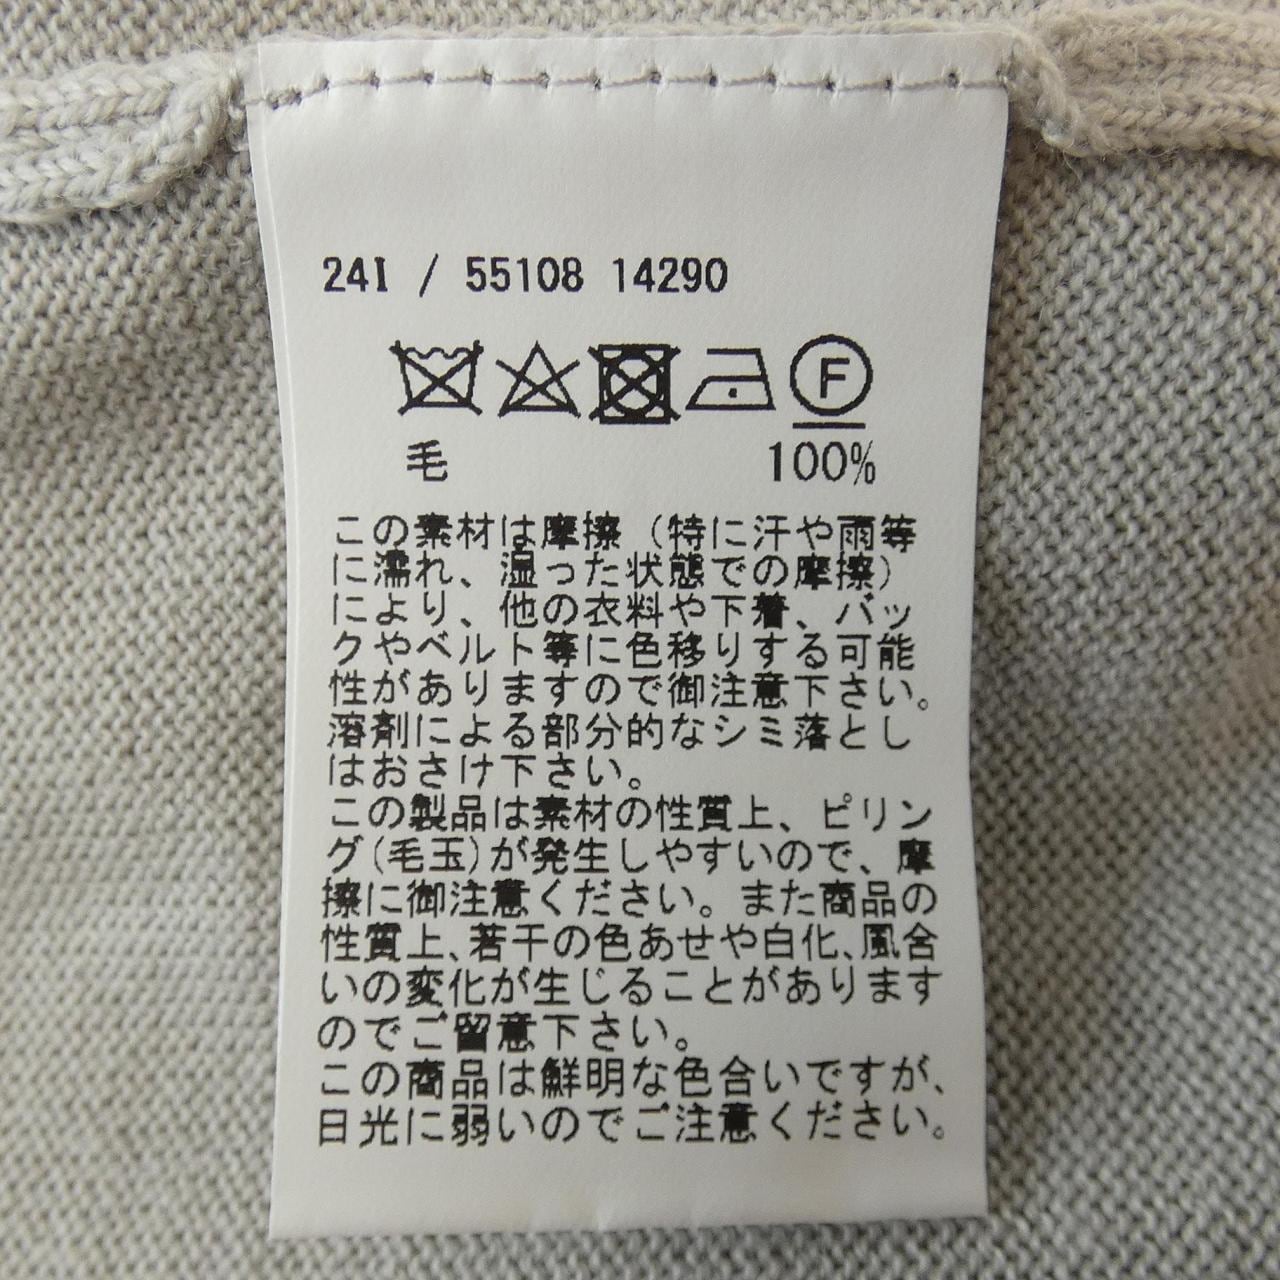 24I / 55108 14290
F
毛 100%
この素材は摩擦（特に汗や雨等
に濡れ、湿った状態での摩擦）
により、他の衣料や下着、バッ
クやベルト等に色移りする可能
性がありますので御注意下さい。
溶剤による部分的なシミ落とし
はおさけ下さい。
この製品は素材の性質上、ピリン
グ(毛玉)が発生しやすいので、摩
擦に御注意ください。また商品の
性質上、若干の色あせや白化、風合
いの変化が生じることがあります
のでご留意下さい。
この商品は鮮明な色合いですが、
日光に弱いのでご注意ください。